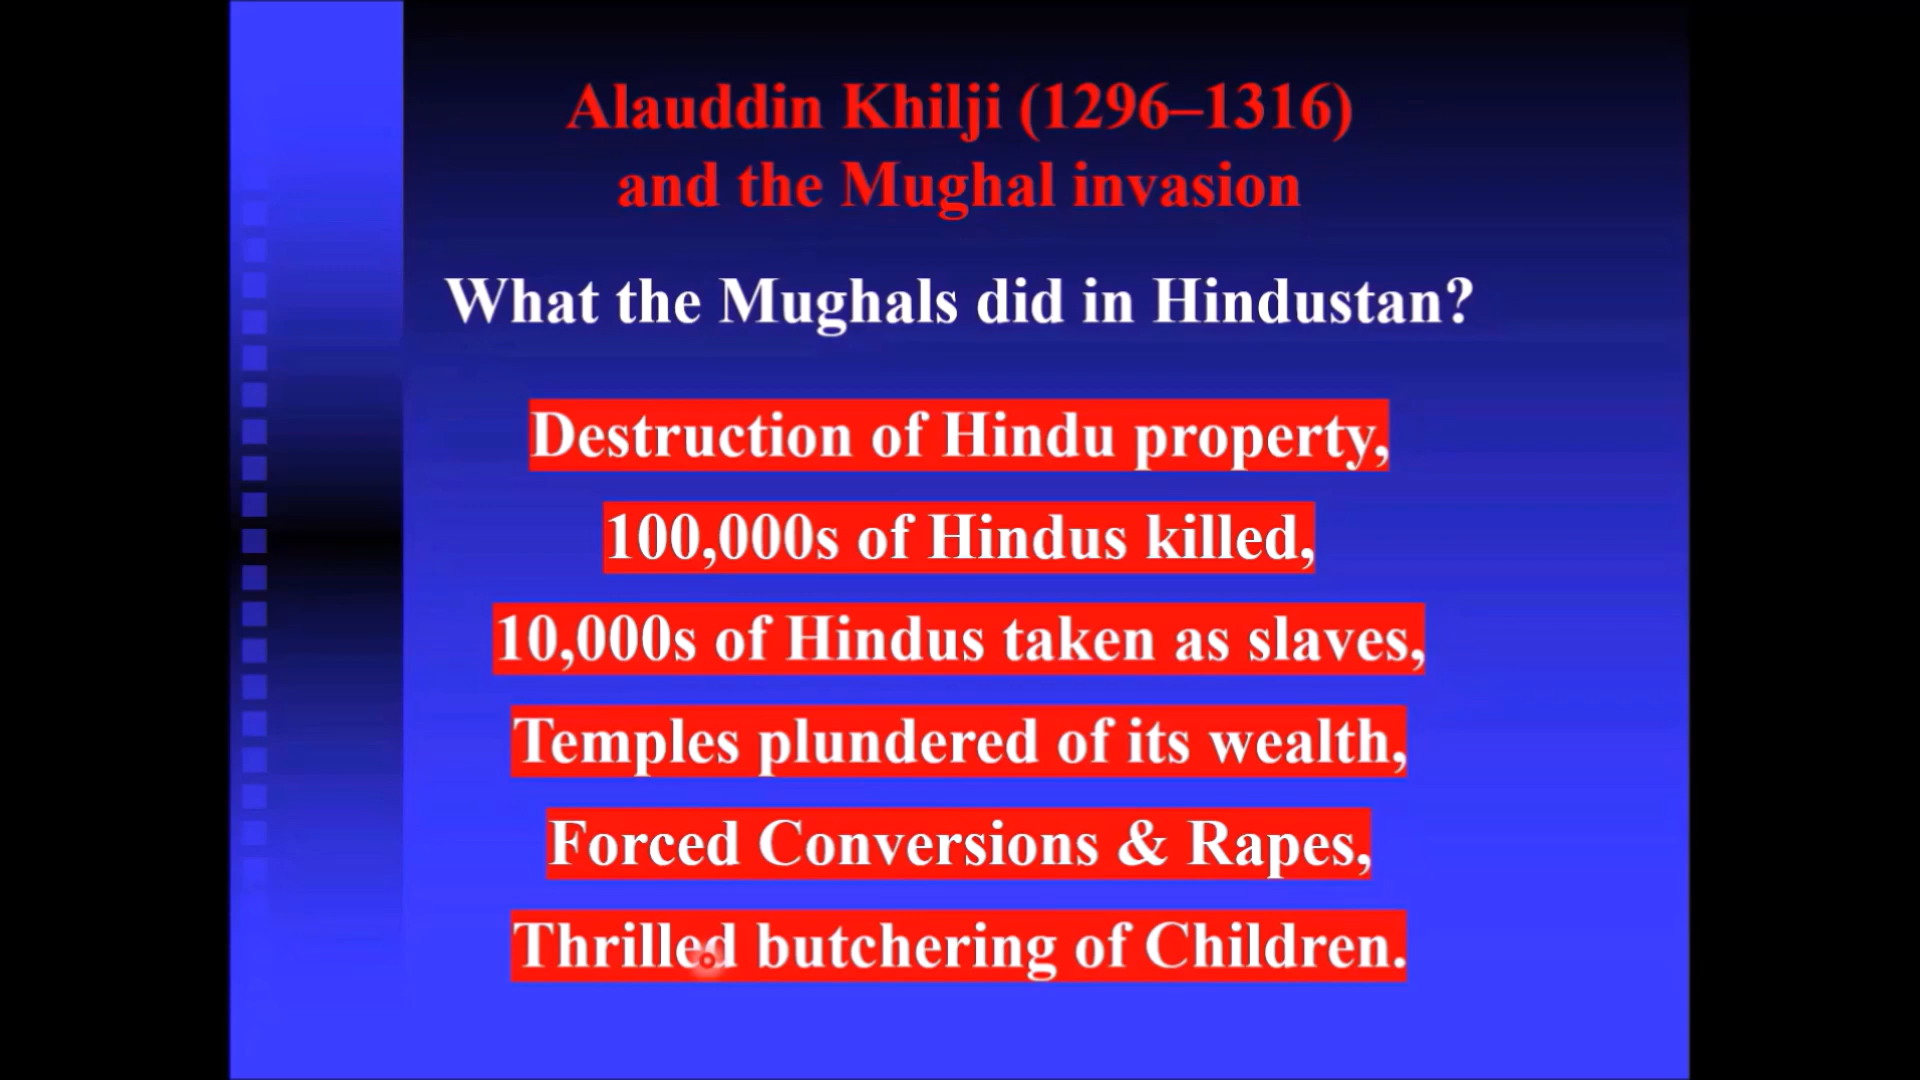 Alauddin Khilji (1296–1316)
and the Mughal invasion
What the Mughals did in Hindustan?
Destruction of Hindu property,
100,000s of Hindus killed,
10,000s of Hindus taken as slaves,
Temples plundered of its wealth,
Forced Conversions & Rapes,
Thrilled butchering of Children.